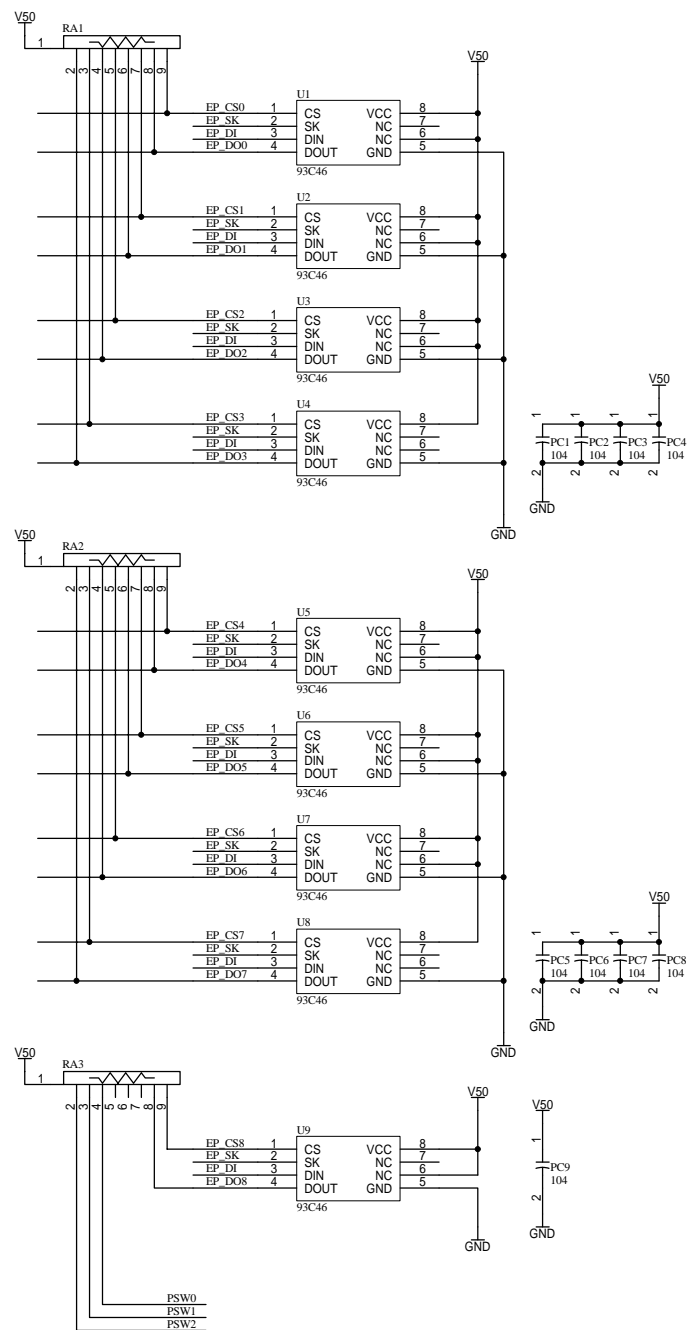 V50
1
RA1
2 3 4 5 6 7 8 9
V50
U1
EP_CS0 1 CS VCC 8
EP_SK 2 SK NC 7
EP_DI 3 DIN NC 6
EP_DO0 4 DOUT GND 5
93C46
U2
EP_CS1 1 CS VCC 8
EP_SK 2 SK NC 7
EP_DI 3 DIN NC 6
EP_DO1 4 DOUT GND 5
93C46
U3
EP_CS2 1 CS VCC 8
EP_SK 2 SK NC 7
EP_DI 3 DIN NC 6
EP_DO2 4 DOUT GND 5
93C46
U4
EP_CS3 1 CS VCC 8
EP_SK 2 SK NC 7
EP_DI 3 DIN NC 6
EP_DO3 4 DOUT GND 5
93C46
GND
V50
1 1 1 1
PC1 PC2 PC3 PC4
104 104 104 104
2 2 2 2
GND
V50
1
RA2
2 3 4 5 6 7 8 9
V50
U5
EP_CS4 1 CS VCC 8
EP_SK 2 SK NC 7
EP_DI 3 DIN NC 6
EP_DO4 4 DOUT GND 5
93C46
U6
EP_CS5 1 CS VCC 8
EP_SK 2 SK NC 7
EP_DI 3 DIN NC 6
EP_DO5 4 DOUT GND 5
93C46
U7
EP_CS6 1 CS VCC 8
EP_SK 2 SK NC 7
EP_DI 3 DIN NC 6
EP_DO6 4 DOUT GND 5
93C46
U8
EP_CS7 1 CS VCC 8
EP_SK 2 SK NC 7
EP_DI 3 DIN NC 6
EP_DO7 4 DOUT GND 5
93C46
GND
V50
1 1 1 1
PC5 PC6 PC7 PC8
104 104 104 104
2 2 2 2
GND
V50
1
RA3
2 3 4 5 6 7 8 9
V50
U9
EP_CS8 1 CS VCC 8
EP_SK 2 SK NC 7
EP_DI 3 DIN NC 6
EP_DO8 4 DOUT GND 5
93C46
GND
V50
1
PC9
104
2
GND
PSW0
PSW1
PSW2